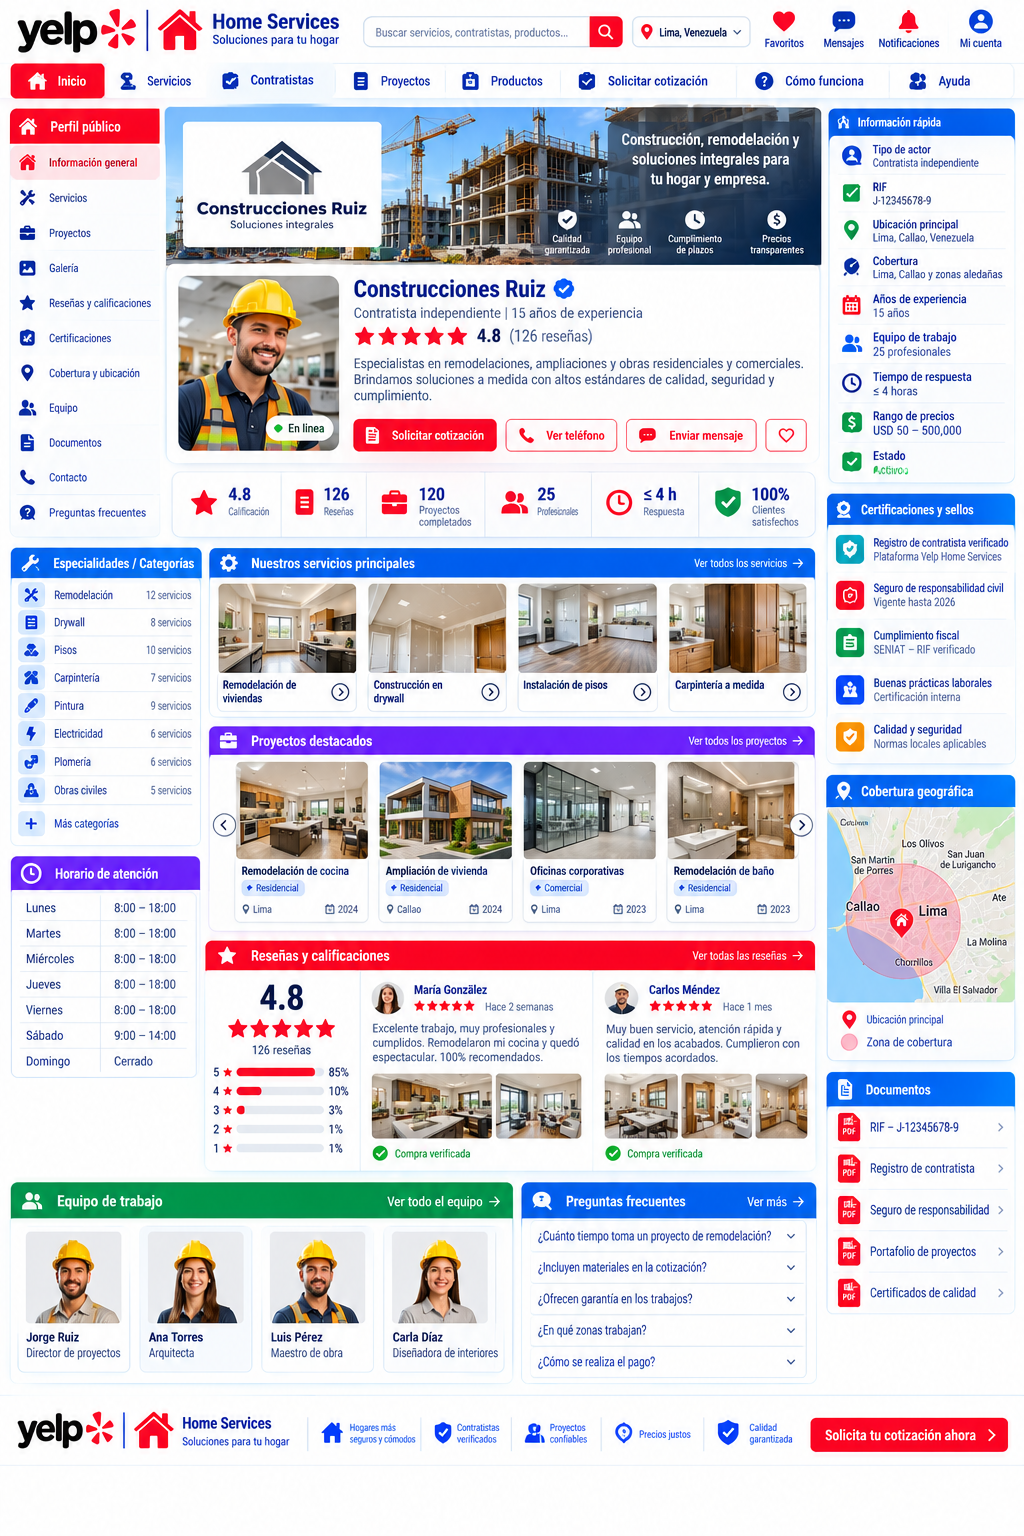 yelp
Home Services
Soluciones para tu hogar
Buscar servicios, contratistas, productos...
Lima, Venezuela
Favoritos
Mensajes
Notificaciones
Mi cuenta
Inicio
Servicios
Contratistas
Proyectos
Productos
Solicitar cotización
Cómo funciona
Ayuda
Perfil público
Información general
Servicios
Proyectos
Galería
Reseñas y calificaciones
Certificaciones
Cobertura y ubicación
Equipo
Documentos
Contacto
Preguntas frecuentes
Construcciones Ruiz
Soluciones integrales
Construcción, remodelación y
soluciones integrales para
tu hogar y empresa.
Calidad
garantizada
Equipo
profesional
Cumplimiento
de plazos
Precios
transparentes
En linea
Construcciones Ruiz
Contratista independiente | 15 años de experiencia
4.8 (126 reseñas)
Especialistas en remodelaciones, ampliaciones y obras residenciales y comerciales.
Brindamos soluciones a medida con altos estándares de calidad, seguridad y
cumplimiento.
Solicitar cotización
Ver teléfono
Enviar mensaje
4.8
Calificación
126
Reseñas
120
Proyectos
completados
25
Profesionales
≤ 4 h
Respuesta
100%
Clientes
satisfechos
Información rápida
Tipo de actor
Contratista independiente
RIF
J-12345678-9
Ubicación principal
Lima, Callao, Venezuela
Cobertura
Lima, Callao y zonas aledañas
Años de experiencia
15 años
Equipo de trabajo
25 profesionales
Tiempo de respuesta
≤ 4 horas
Rango de precios
USD 50 – 500,000
Estado
Certificaciones y sellos
Registro de contratista verificado
Plataforma Yelp Home Services
Seguro de responsabilidad civil
Vigente hasta 2026
Cumplimiento fiscal
SENIAT – RIF verificado
Buenas prácticas laborales
Certificación interna
Calidad y seguridad
Normas locales aplicables
Especialidades / Categorías
Remodelación 12 servicios
Drywall 8 servicios
Pisos 10 servicios
Carpintería 7 servicios
Pintura 9 servicios
Electricidad 6 servicios
Plomería 6 servicios
Obras civiles 5 servicios
Más categorías
Nuestros servicios principales
Ver todos los servicios →
Remodelación de
viviendas
Construcción en
drywall
Instalación de pisos
Carpintería a medida
Proyectos destacados
Ver todos los proyectos →
Remodelación de cocina
Residencial
Lima 2024
Ampliación de vivienda
Residencial
Callao 2024
Oficinas corporativas
Comercial
Lima 2023
Remodelación de baño
Residencial
Lima 2023
Cobertura geográfica
Los Olivos
San Martin
de Porres
San Juan
de Lurigancho
Ate
Callao
Lima
La Molina
Chorrillos
Villa El Salvador
Ubicación principal
Zona de cobertura
Horario de atención
Lunes 8:00 – 18:00
Martes 8:00 – 18:00
Miércoles 8:00 – 18:00
Jueves 8:00 – 18:00
Viernes 8:00 – 18:00
Sábado 9:00 – 14:00
Domingo Cerrado
Reseñas y calificaciones
Ver todas las reseñas →
4.8
126 reseñas
5 85%
4 10%
3 3%
2 1%
1 1%
María González
Hace 2 semanas
Excelente trabajo, muy profesionales y
cumplidos. Remodelaron mi cocina y quedó
espectacular. 100% recomendados.
Compra verificada
Carlos Méndez
Hace 1 mes
Muy buen servicio, atención rápida y
calidad en los acabados. Cumplieron con
los tiempos acordados.
Compra verificada
Documentos
PDF
RIF – J-12345678-9
PDF
Registro de contratista
PDF
Seguro de responsabilidad
PDF
Portafolio de proyectos
PDF
Certificados de calidad
Equipo de trabajo
Ver todo el equipo →
Jorge Ruiz
Director de proyectos
Ana Torres
Arquitecta
Luis Pérez
Maestro de obra
Carla Díaz
Diseñadora de interiores
Preguntas frecuentes
Ver más →
¿Cuánto tiempo toma un proyecto de remodelación?
¿Incluyen materiales en la cotización?
¿Ofrecen garantía en los trabajos?
¿En qué zonas trabajan?
¿Cómo se realiza el pago?
yelp
Home Services
Soluciones para tu hogar
Hogares más
seguros y cómodos
Contratistas
verificados
Proyectos
confiables
Precios justos
Calidad
garantizada
Solicita tu cotización ahora